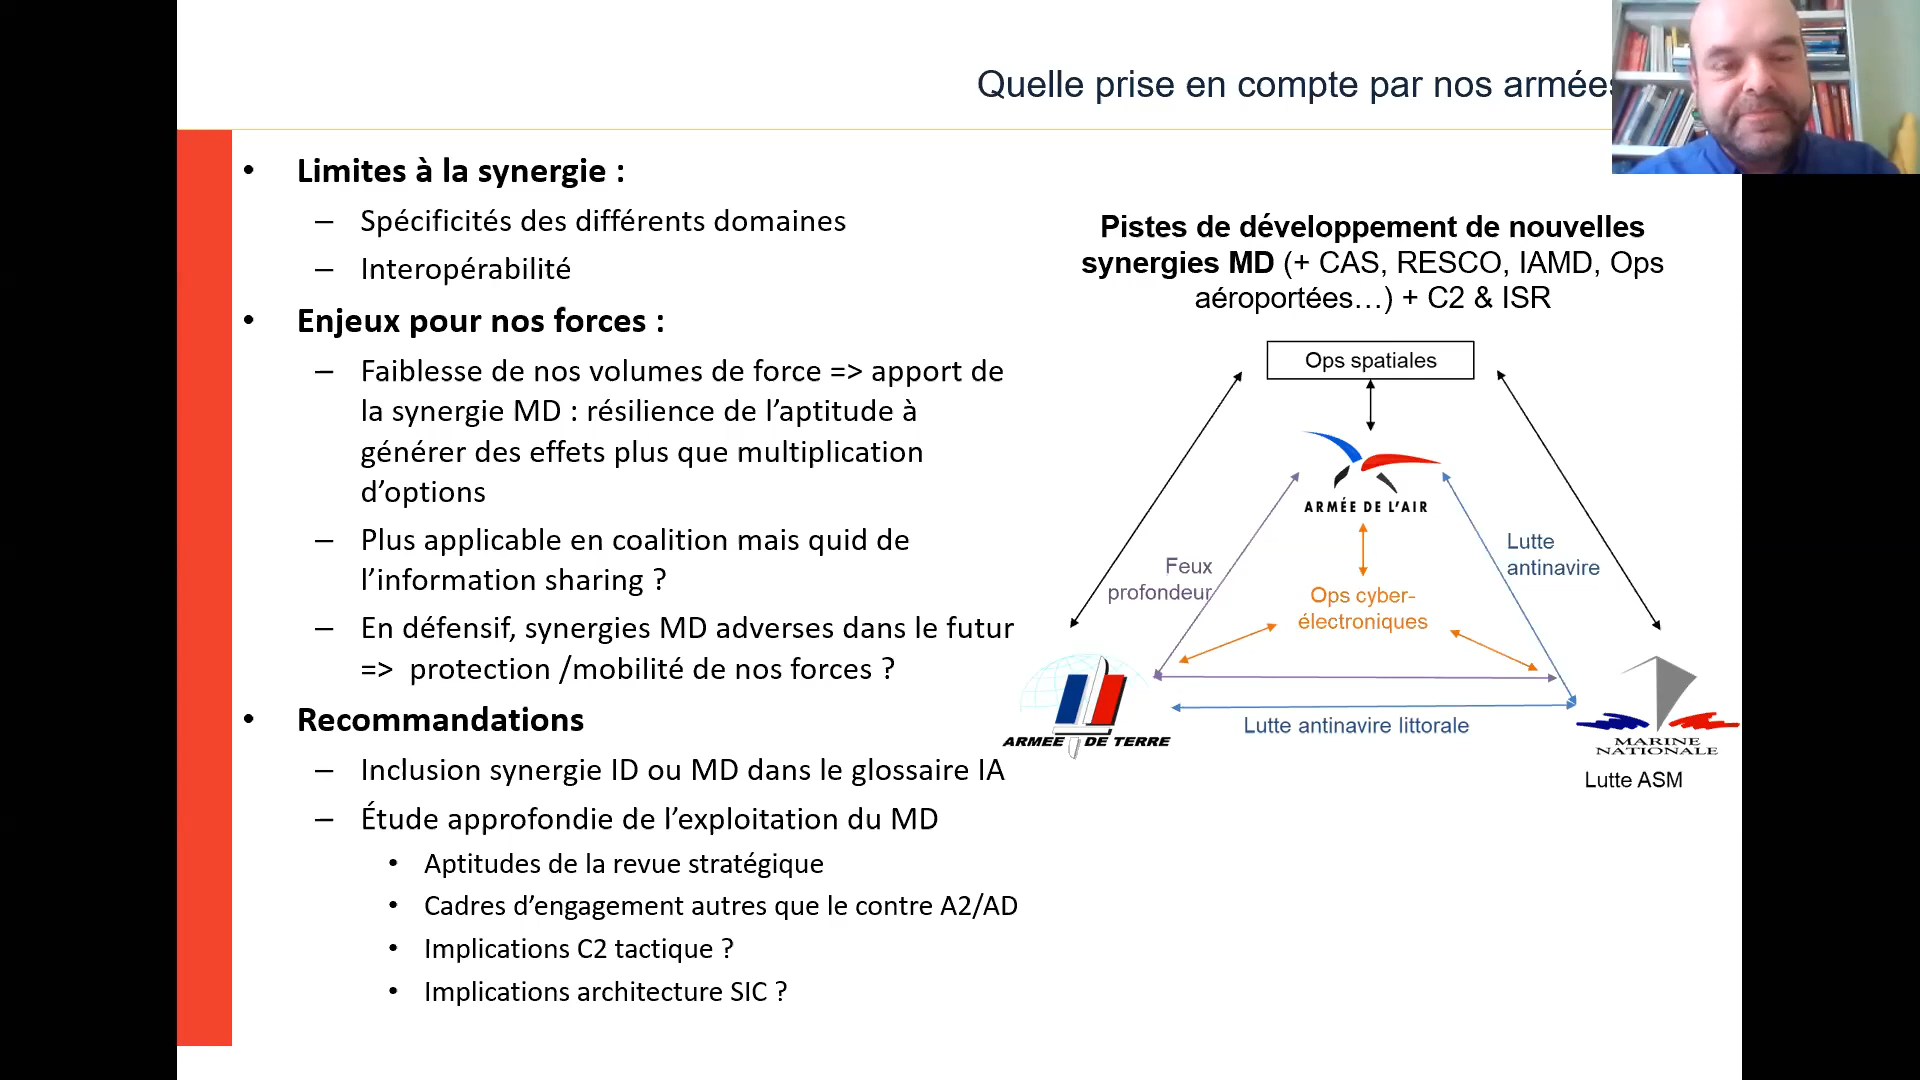 Quelle prise en compte par nos armées
• Limites à la synergie :
– Spécificités des différents domaines
– Interopérabilité
• Enjeux pour nos forces :
– Faiblesse de nos volumes de force => apport de
la synergie MD : résilience de l’aptitude à
générer des effets plus que multiplication
d’options
– Plus applicable en coalition mais quid de
l’information sharing ?
– En défensif, synergies MD adverses dans le futur
=> protection /mobilité de nos forces ?
• Recommandations
– Inclusion synergie ID ou MD dans le glossaire IA
– Étude approfondie de l’exploitation du MD
• Aptitudes de la revue stratégique
• Cadres d’engagement autres que le contre A2/AD
• Implications C2 tactique ?
• Implications architecture SIC ?
Pistes de développement de nouvelles
synergies MD (+ CAS, RESCO, IAMD, Ops
aéroportées…) + C2 & ISR
Ops spatiales
ARMÉE DE L’AIR
Feux
profondeur
Lutte
antinavire
Ops cyber-
électroniques
Lutte antinavire littorale
ARMEE DE TERRE
MARINE
NATIONALE
Lutte ASM